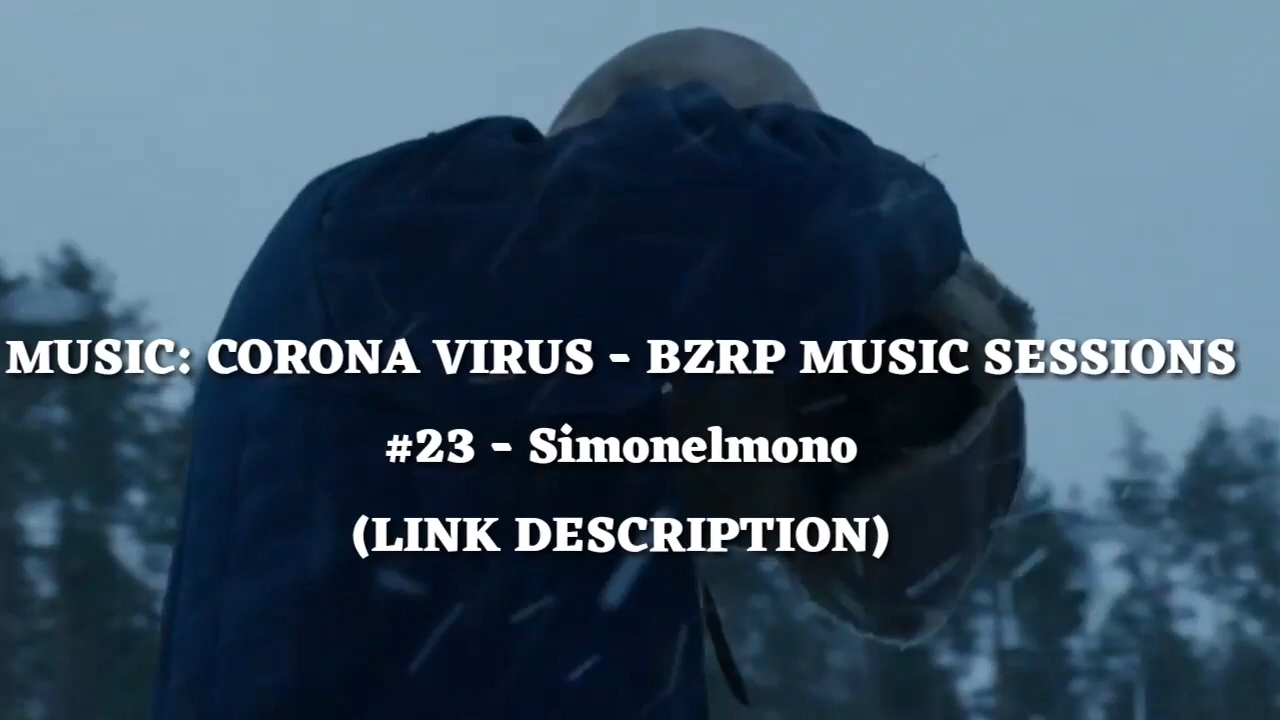 MUSIC: CORONA VIRUS - BZRP MUSIC SESSIONS
#23 - Simonelmono
(LINK DESCRIPTION)